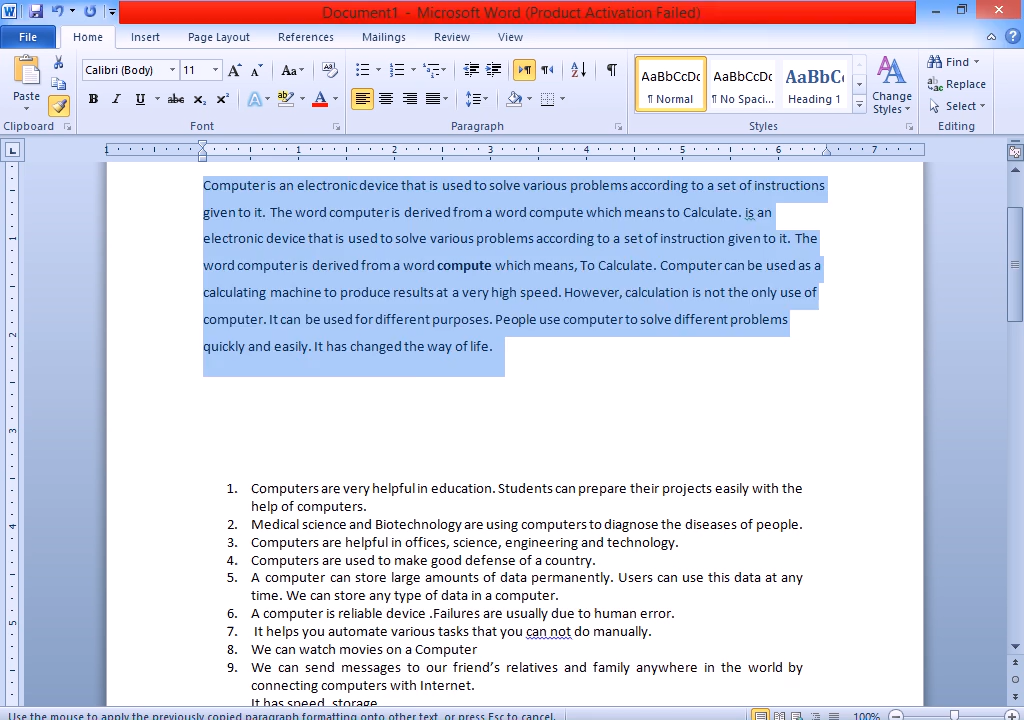 Document1 - Microsoft Word (Product Activation Failed)
File Home Insert Page Layout References Mailings Review View
Paste
Calibri (Body) 11
AaBbCcDc AaBbCcDc AaBbC
¶ Normal ¶ No Spaci... Heading 1
Change Styles
Find
Replace
Select
Clipboard Font Paragraph Styles Editing
1 1 2 3 4 5 6 7
Computer is an electronic device that is used to solve various problems according to a set of instructions
given to it. The word computer is derived from a word compute which means to Calculate. is an
electronic device that is used to solve various problems according to a set of instruction given to it. The
word computer is derived from a word compute which means, To Calculate. Computer can be used as a
calculating machine to produce results at a very high speed. However, calculation is not the only use of
computer. It can be used for different purposes. People use computer to solve different problems
quickly and easily. It has changed the way of life.
1. Computers are very helpful in education. Students can prepare their projects easily with the
help of computers.
2. Medical science and Biotechnology are using computers to diagnose the diseases of people.
3. Computers are helpful in offices, science, engineering and technology.
4. Computers are used to make good defense of a country.
5. A computer can store large amounts of data permanently. Users can use this data at any
time. We can store any type of data in a computer.
6. A computer is reliable device .Failures are usually due to human error.
7. It helps you automate various tasks that you can not do manually.
8. We can watch movies on a Computer
9. We can send messages to our friend's relatives and family anywhere in the world by
connecting computers with Internet.
It has speed, storage
Use the mouse to apply the previously copied paragraph formatting onto other text, or press Esc to cancel. 100%